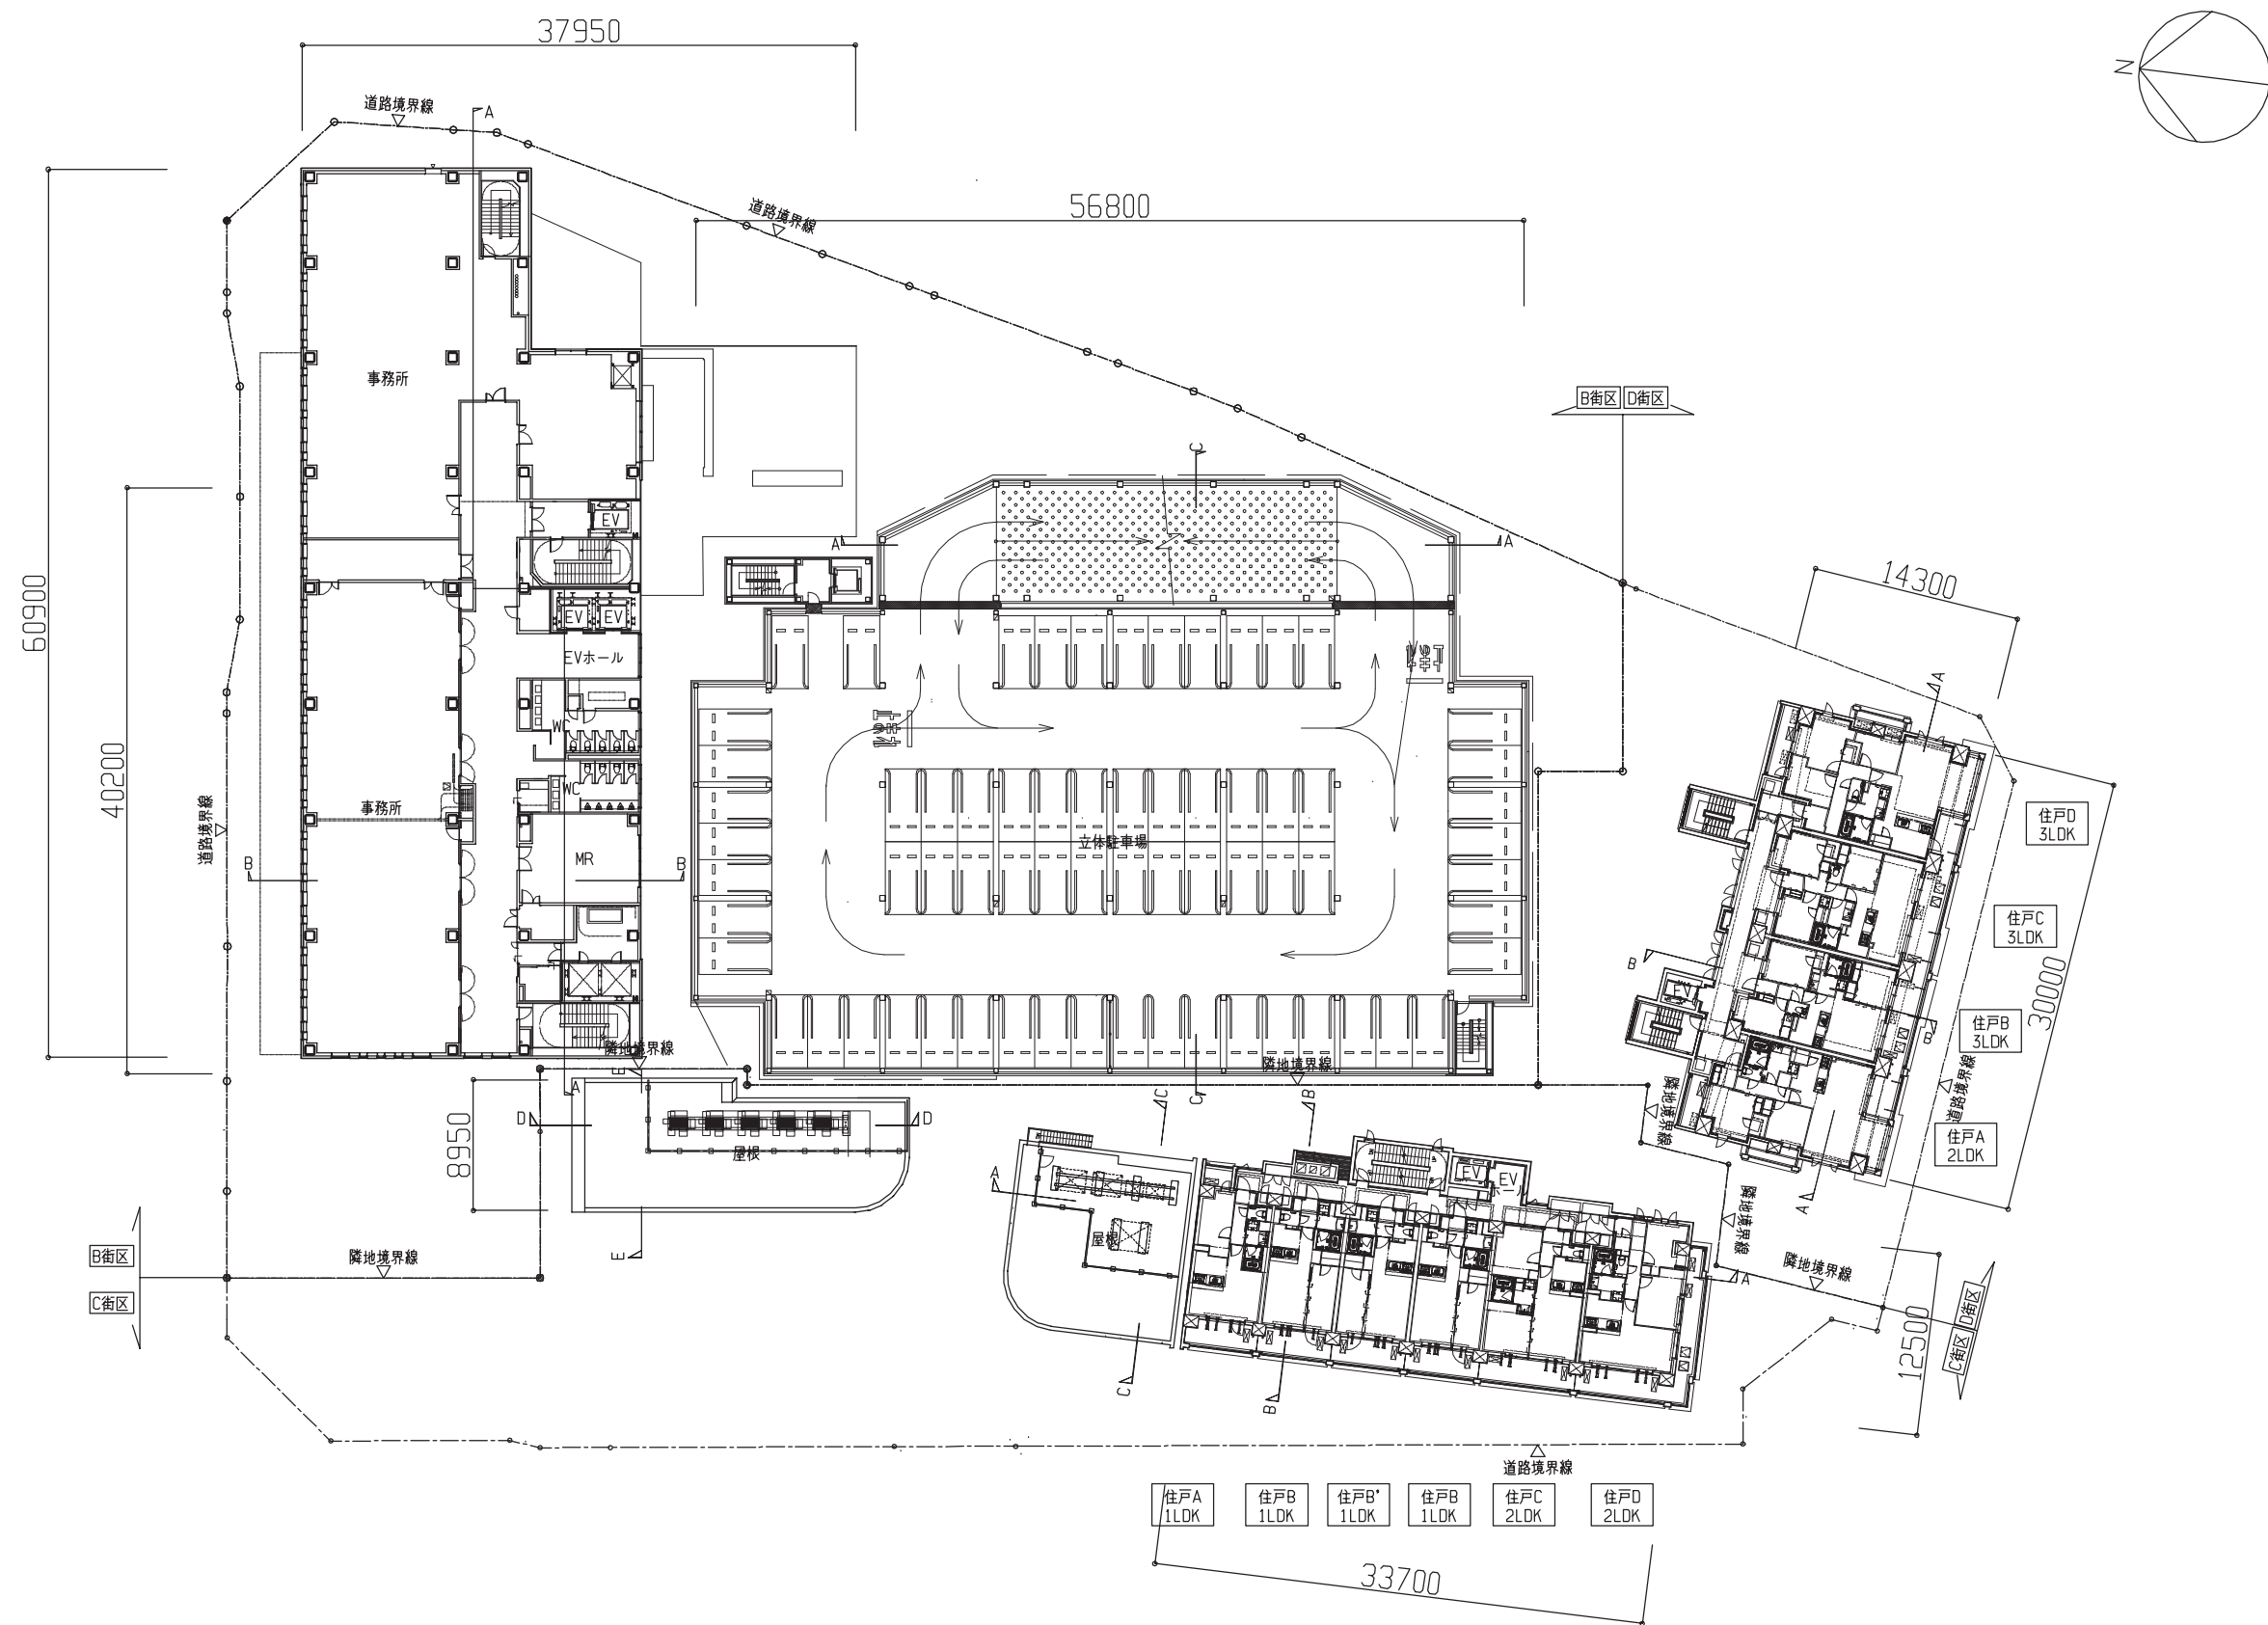 37950
N
道路境界線
A
道路境界線
56800
B街区
D街区
事務所
C
14300
EV
A
A
60900
EV
EV
EVホール
A
WC
40200
WC
事務所
立体駐車場
住戸D
3LDK
道路境界線
B
MR
B
住戸C
3LDK
B
30000
EV
住戸B
3LDK
B
隣地境界線
隣地境界線
E
A
C
C
B
隣地境界線
道路境界線
住戸A
2LDK
8950
D
D
屋根
A
EV
EV
ホール
隣地境界線
A
屋根
B街区
C街区
隣地境界線
E
隣地境界線
A
D街区
C街区
12500
C
B
道路境界線
住戸A
1LDK
住戸B
1LDK
住戸B'
1LDK
住戸B
1LDK
住戸C
2LDK
住戸D
2LDK
33700